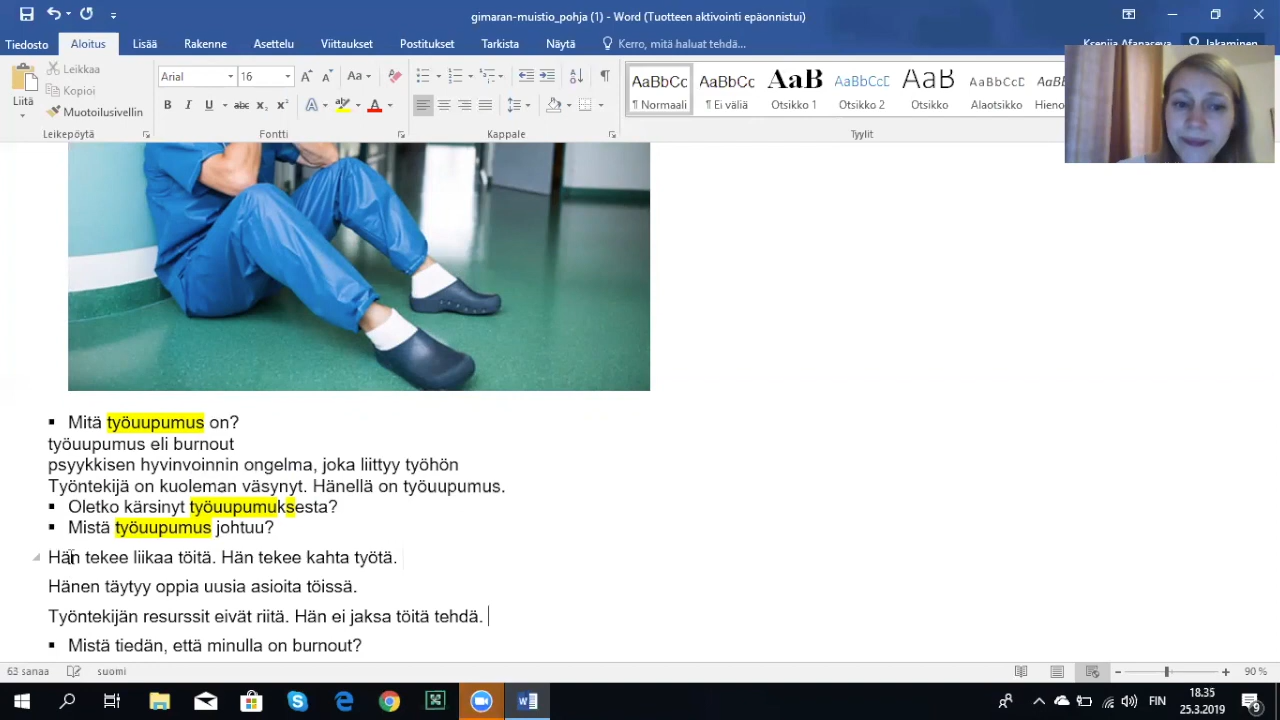 gimaran-muistio_pohja (1) - Word (Tuotteen aktivointi epäonnistui)
Tiedosto Aloitus Lisää Rakenne Asettelu Viittaukset Postitukset Tarkista Näytä Kerro, mitä haluat tehdä... Ksenija Afanaseva Jakaminen
Liitä
Leikkaa
Kopioi
Muotoilusivellin
Leikepöytä
Arial 16
Fontti
Kappale
AaBbCc AaBbCc AaB AaBbCcD AaB AaBbCcD
¶ Normaali ¶ Ei väliä Otsikko 1 Otsikko 2 Otsikko Alaotsikko Hieno
Tyylit
▪ Mitä työuupumus on?
työuupumus eli burnout
psyykkisen hyvinvoinnin ongelma, joka liittyy työhön
Työntekijä on kuoleman väsynyt. Hänellä on työuupumus.
▪ Oletko kärsinyt työuupumuksesta?
▪ Mistä työuupumus johtuu?
Hän tekee liikaa töitä. Hän tekee kahta työtä.
Hänen täytyy oppia uusia asioita töissä.
Työntekijän resurssit eivät riitä. Hän ei jaksa töitä tehdä.
▪ Mistä tiedän, että minulla on burnout?
63 sanaa suomi 90 %
FIN 18.35
25.3.2019